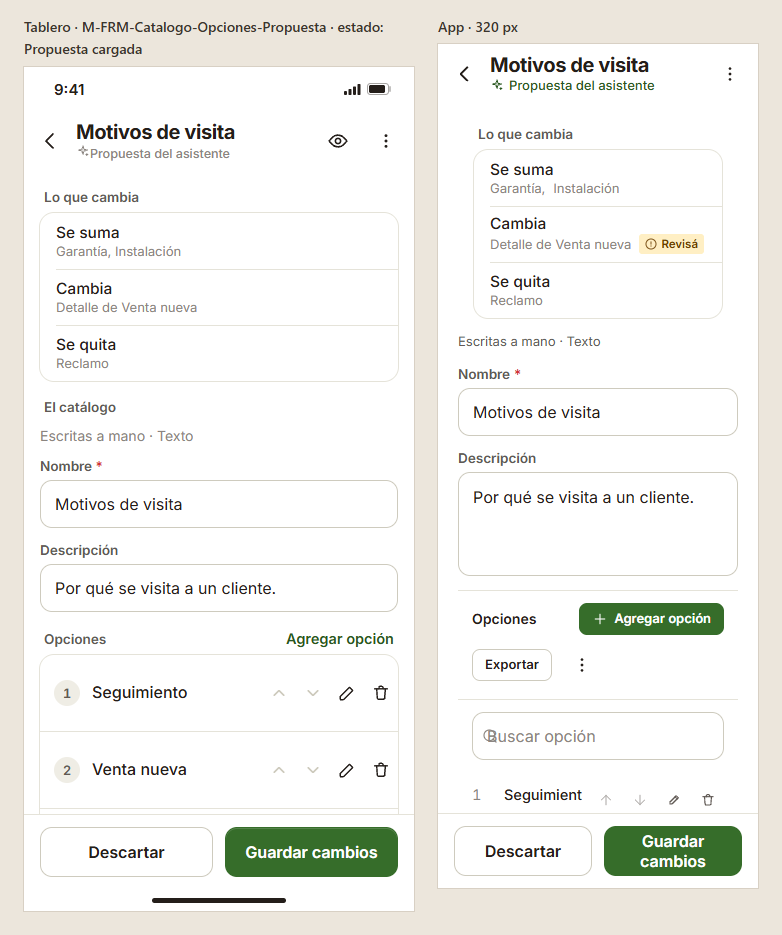 Tablero · M-FRM-Catalogo-Opciones-Propuesta · estado:
Propuesta cargada
9:41
Motivos de visita
Propuesta del asistente
Lo que cambia
Se suma
Garantía, Instalación
Cambia
Detalle de Venta nueva
Se quita
Reclamo
El catálogo
Escritas a mano · Texto
Nombre *
Motivos de visita
Descripción
Por qué se visita a un cliente.
Opciones
Agregar opción
1 Seguimiento
2 Venta nueva
Descartar
Guardar cambios
App · 320 px
Motivos de visita
Propuesta del asistente
Lo que cambia
Se suma
Garantía, Instalación
Cambia
Detalle de Venta nueva Revisá
Se quita
Reclamo
Escritas a mano · Texto
Nombre *
Motivos de visita
Descripción
Por qué se visita a un cliente.
Opciones
Agregar opción
Exportar
Buscar opción
1 Seguimient
Descartar
Guardar
cambios